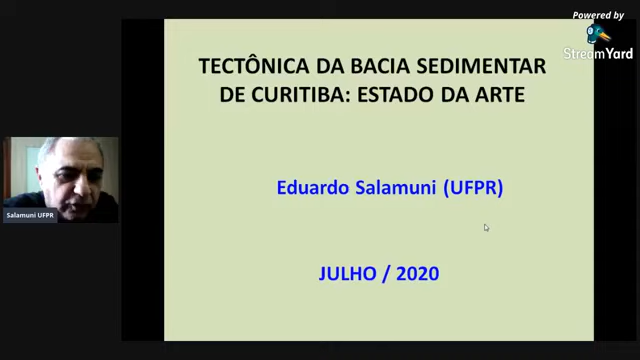 Powered by
StreamYard
TECTÔNICA DA BACIA SEDIMENTAR
DE CURITIBA: ESTADO DA ARTE
Eduardo Salamuni (UFPR)
Salamuni UFPR
JULHO / 2020